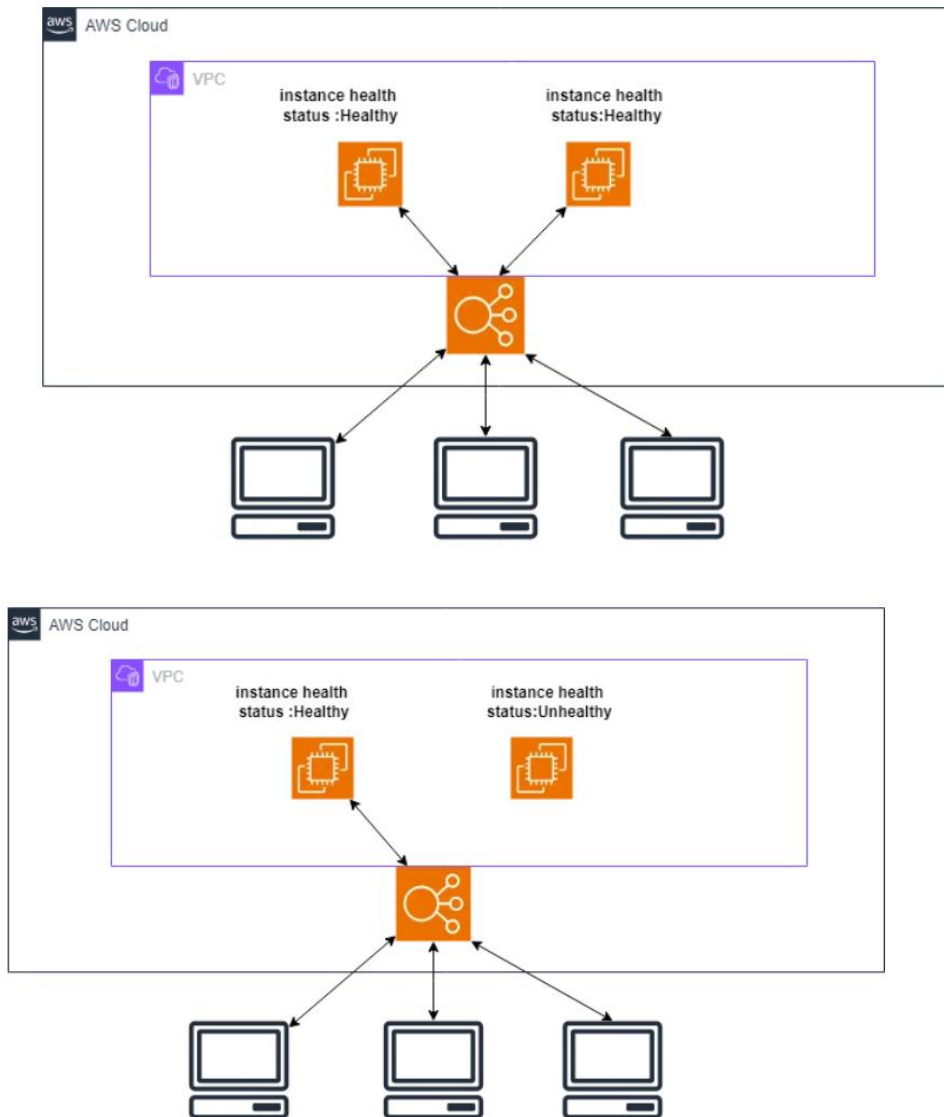 aws
AWS Cloud
VPC
instance health
status :Healthy
instance health
status:Healthy
aws
AWS Cloud
VPC
instance health
status :Healthy
instance health
status:Unhealthy